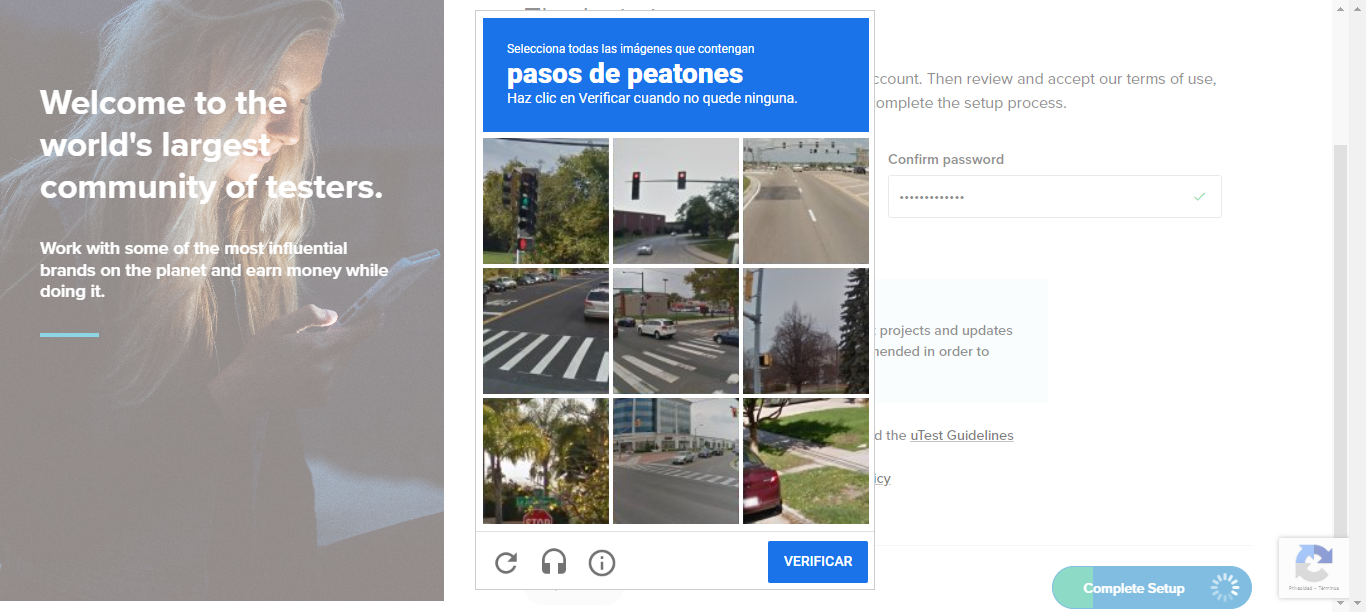 Welcome to the
world's largest
community of testers.
Work with some of the most influential
brands on the planet and earn money while
doing it.
Selecciona todas las imágenes que contengan
pasos de peatones
Haz clic en Verificar cuando no quede ninguna.
STOP
VERIFICAR
ccount. Then review and accept our terms of use,
omplete the setup process.
Confirm password
projects and updates
nended in order to
d the uTest Guidelines
icy
Complete Setup
Privacidad - Términos